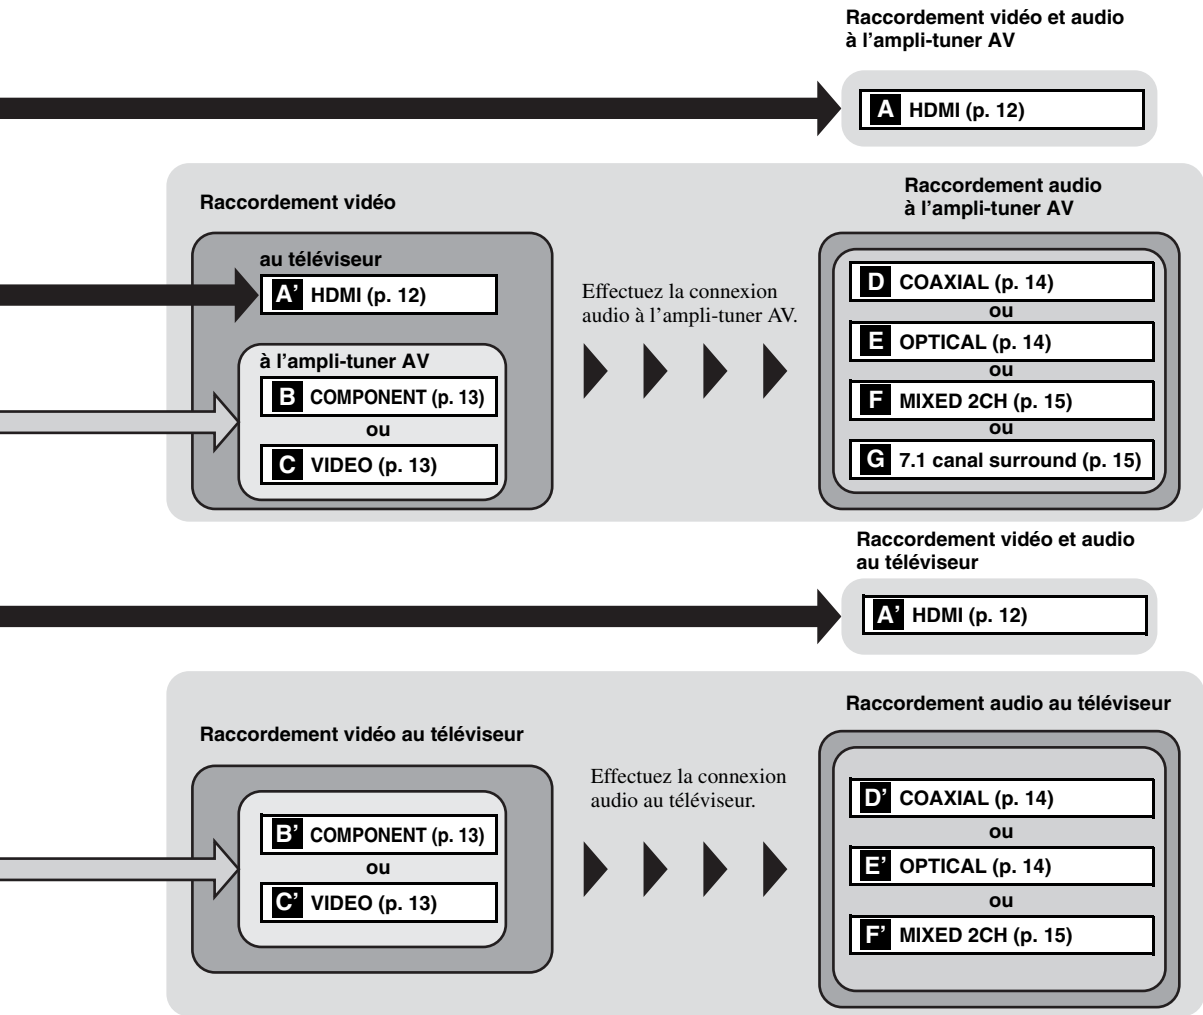 Raccordement vidéo et audio
à l'ampli-tuner AV
A HDMI (p. 12)
Raccordement vidéo
au téléviseur
A' HDMI (p. 12)
à l'ampli-tuner AV
B COMPONENT (p. 13)
ou
C VIDEO (p. 13)
Effectuez la connexion
audio à l'ampli-tuner AV.
Raccordement audio
à l'ampli-tuner AV
D COAXIAL (p. 14)
ou
E OPTICAL (p. 14)
ou
F MIXED 2CH (p. 15)
ou
G 7.1 canal surround (p. 15)
Raccordement vidéo et audio
au téléviseur
A' HDMI (p. 12)
Raccordement vidéo au téléviseur
B' COMPONENT (p. 13)
ou
C' VIDEO (p. 13)
Effectuez la connexion
audio au téléviseur.
Raccordement audio au téléviseur
D' COAXIAL (p. 14)
ou
E' OPTICAL (p. 14)
ou
F' MIXED 2CH (p. 15)